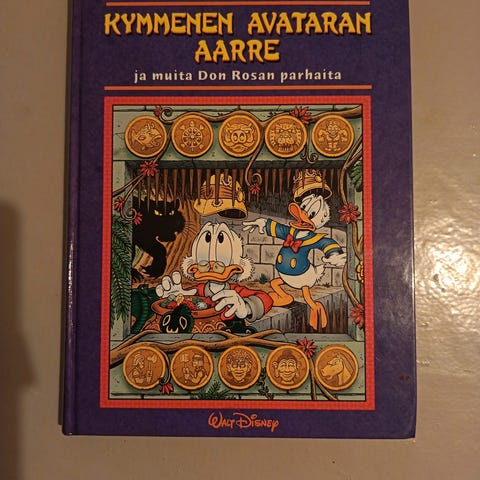 KYMMENEN AVATARAN
AARRE
ja muita Don Rosan parhaita
WALT DISNEY